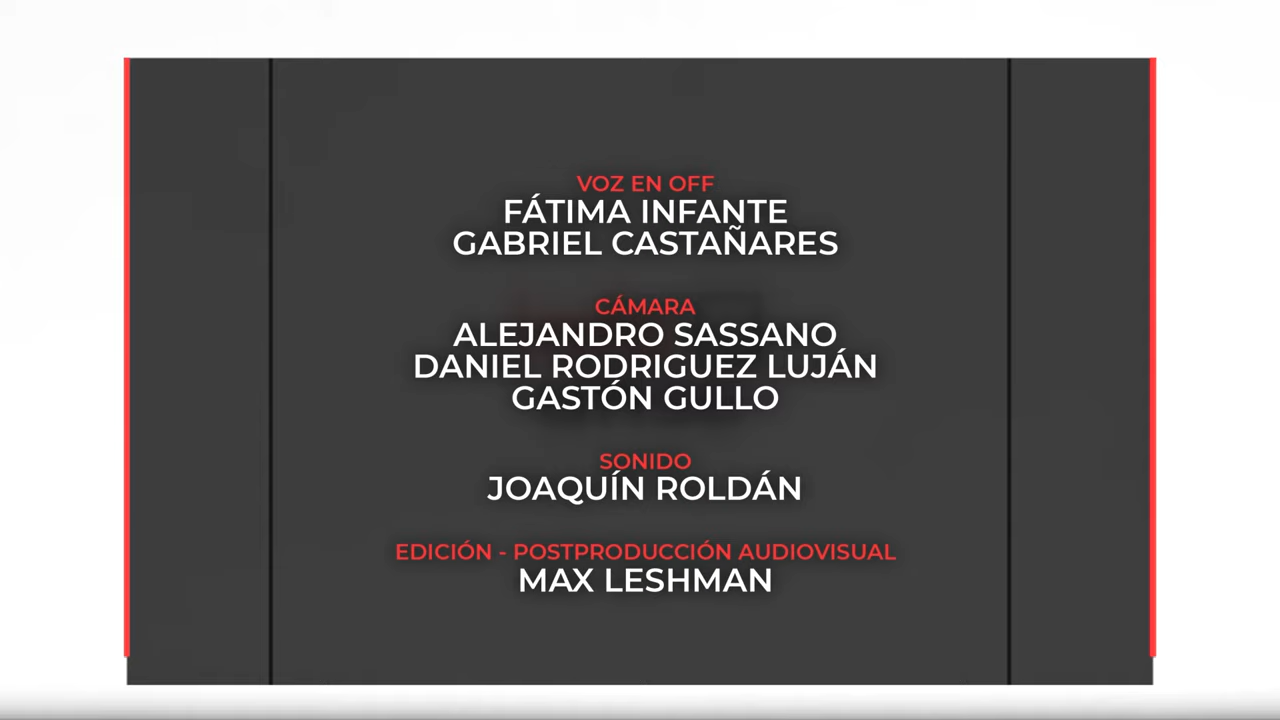 VOZ EN OFF
FÁTIMA INFANTE
GABRIEL CASTAÑARES
CÁMARA
ALEJANDRO SASSANO
DANIEL RODRIGUEZ LUJÁN
GASTÓN GULLO
SONIDO
JOAQUÍN ROLDÁN
EDICIÓN - POSTPRODUCCIÓN AUDIOVISUAL
MAX LESHMAN